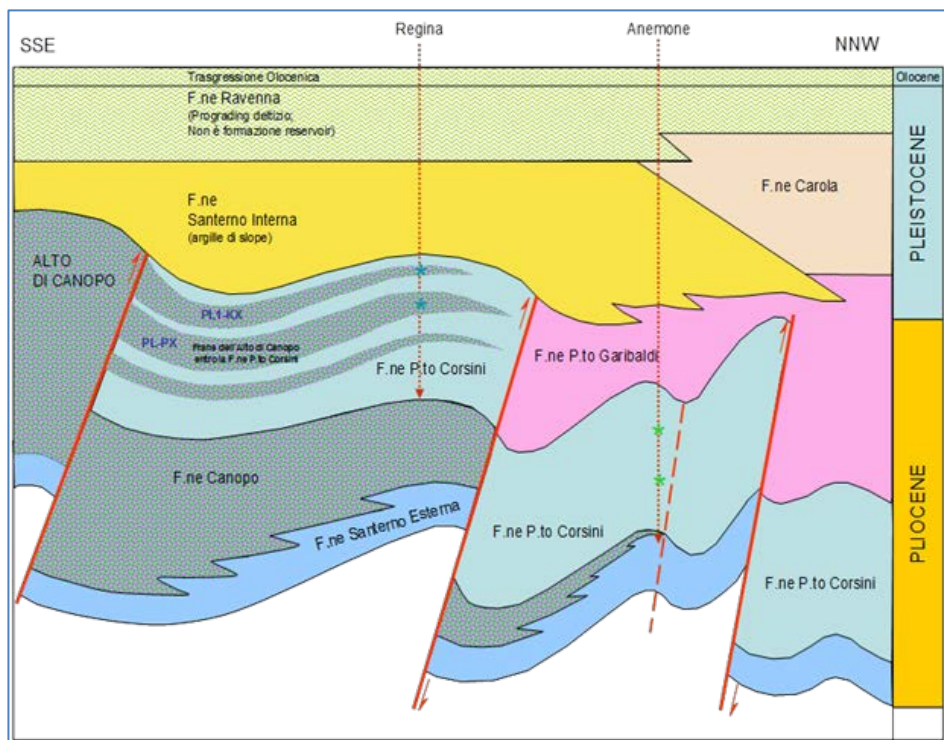 Regina
Anemone
SSE
NNW
Trasgressione Olocenica
Olocene
F.ne Ravenna
(Prograding deltizio;
Non è formazione reservoir)
F.ne Carola
PLEISTOCENE
F.ne
Santerno Interna
(argille di slope)
ALTO
DI CANOPO
PL1-KX
PL-PX
Frane dell'Alto di Canopo
entro la F.ne P.to Corsini
F.ne P.to Corsini
F.ne P.to Garibaldi
F.ne Canopo
F.ne Santerno Esterna
F.ne P.to Corsini
F.ne P.to Corsini
PLIOCENE